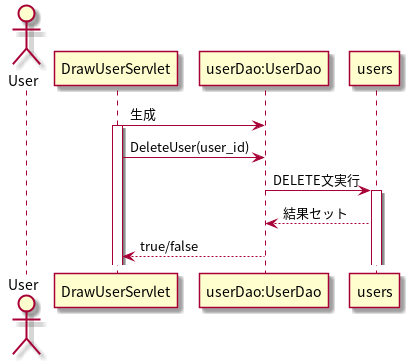 User
DrawUserServlet
userDao:UserDao
users
生成
DeleteUser(user_id)
DELETE文実行
結果セット
true/false
User
DrawUserServlet
userDao:UserDao
users